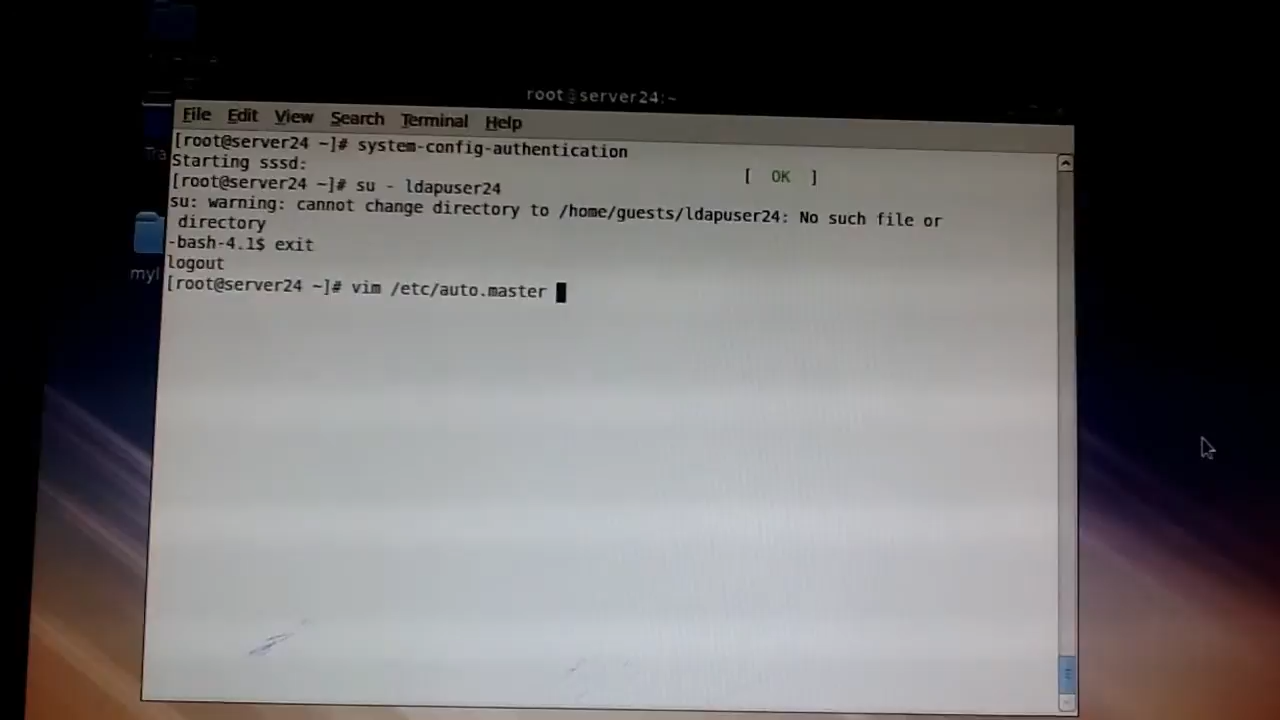 root@server24:~
File Edit View Search Terminal Help
[root@server24 ~]# system-config-authentication
Starting sssd: [ OK ]
[root@server24 ~]# su - ldapuser24
su: warning: cannot change directory to /home/guests/ldapuser24: No such file or
directory
-bash-4.1$ exit
logout
[root@server24 ~]# vim /etc/auto.master